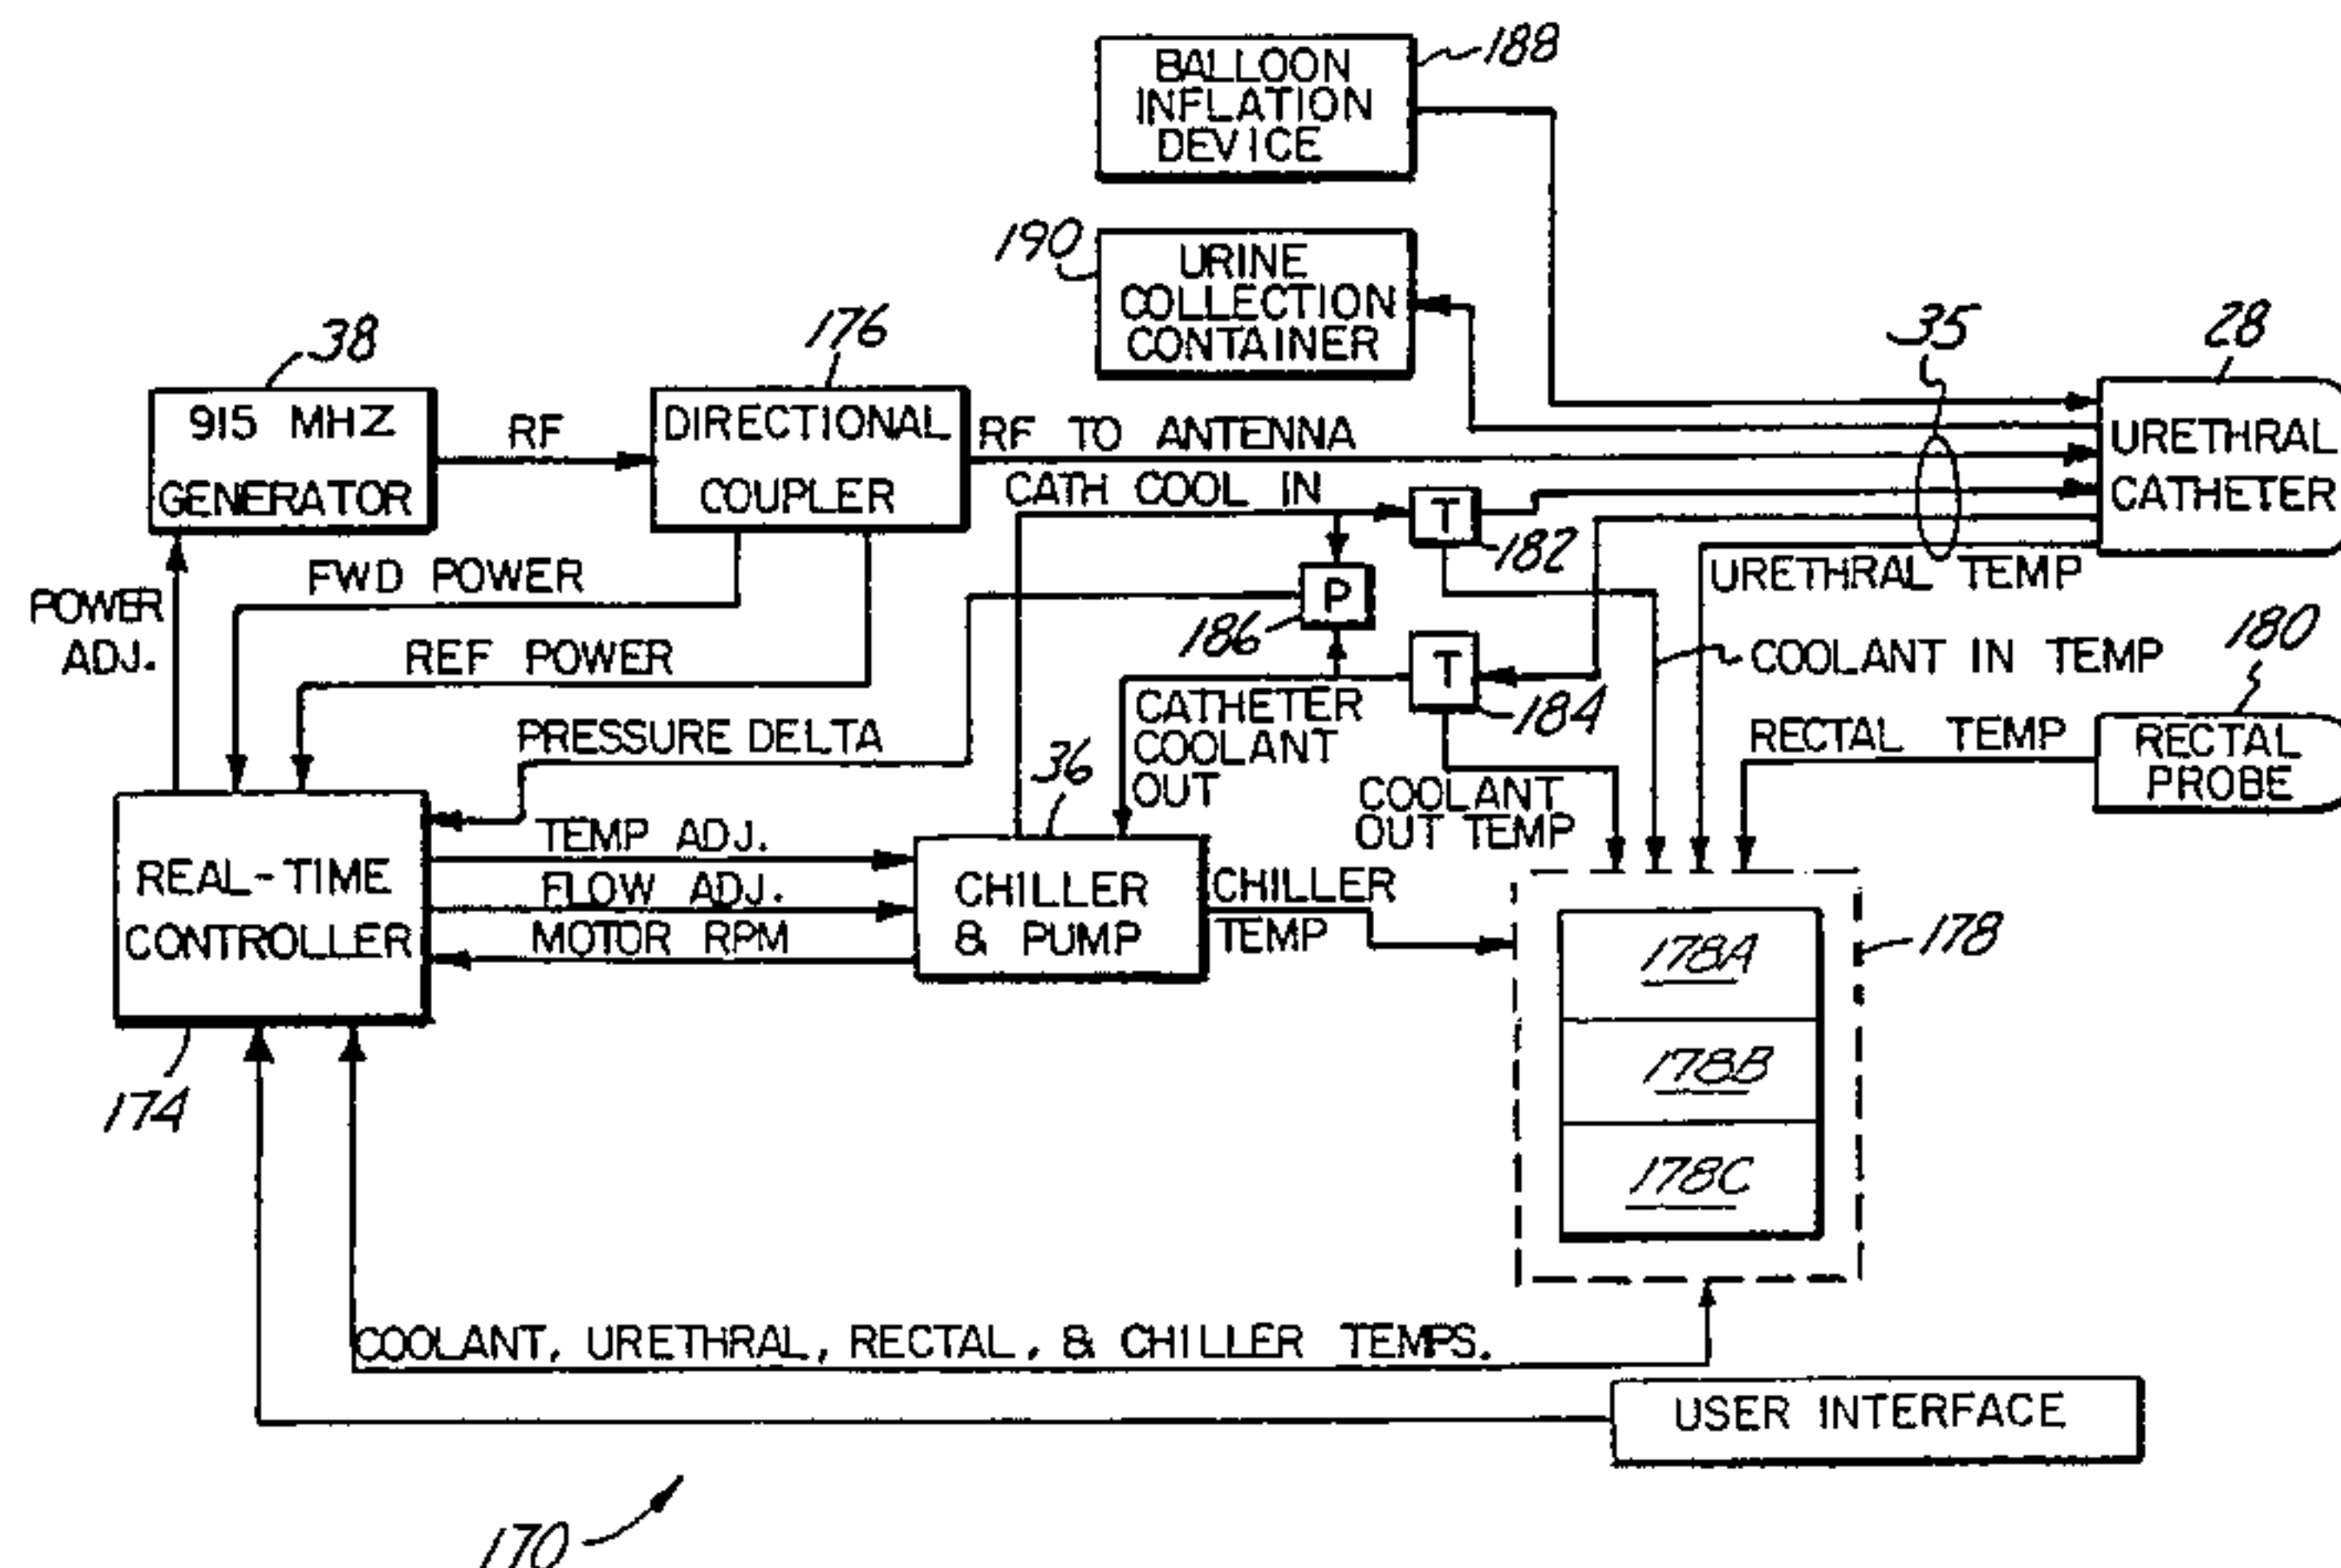 BALLOON
INFLATION
DEVICE
188
190
URINE
COLLECTION
CONTAINER
38
176
35
28
915 MHZ
GENERATOR
RF
DIRECTIONAL
COUPLER
RF TO ANTENNA
CATH COOL IN
URETHRAL
CATHETER
T
182
P
186
T
184
POWER
ADJ.
FWD POWER
REF POWER
PRESSURE DELTA
URETHRAL TEMP
COOLANT IN TEMP
180
RECTAL TEMP
RECTAL
PROBE
CATHETER
COOLANT
OUT
COOLANT
OUT TEMP
36
REAL-TIME
CONTROLLER
TEMP ADJ.
FLOW ADJ.
MOTOR RPM
CHILLER
& PUMP
CHILLER
TEMP
178A
178B
178C
178
174
COOLANT, URETHRAL, RECTAL, & CHILLER TEMPS.
USER INTERFACE
170